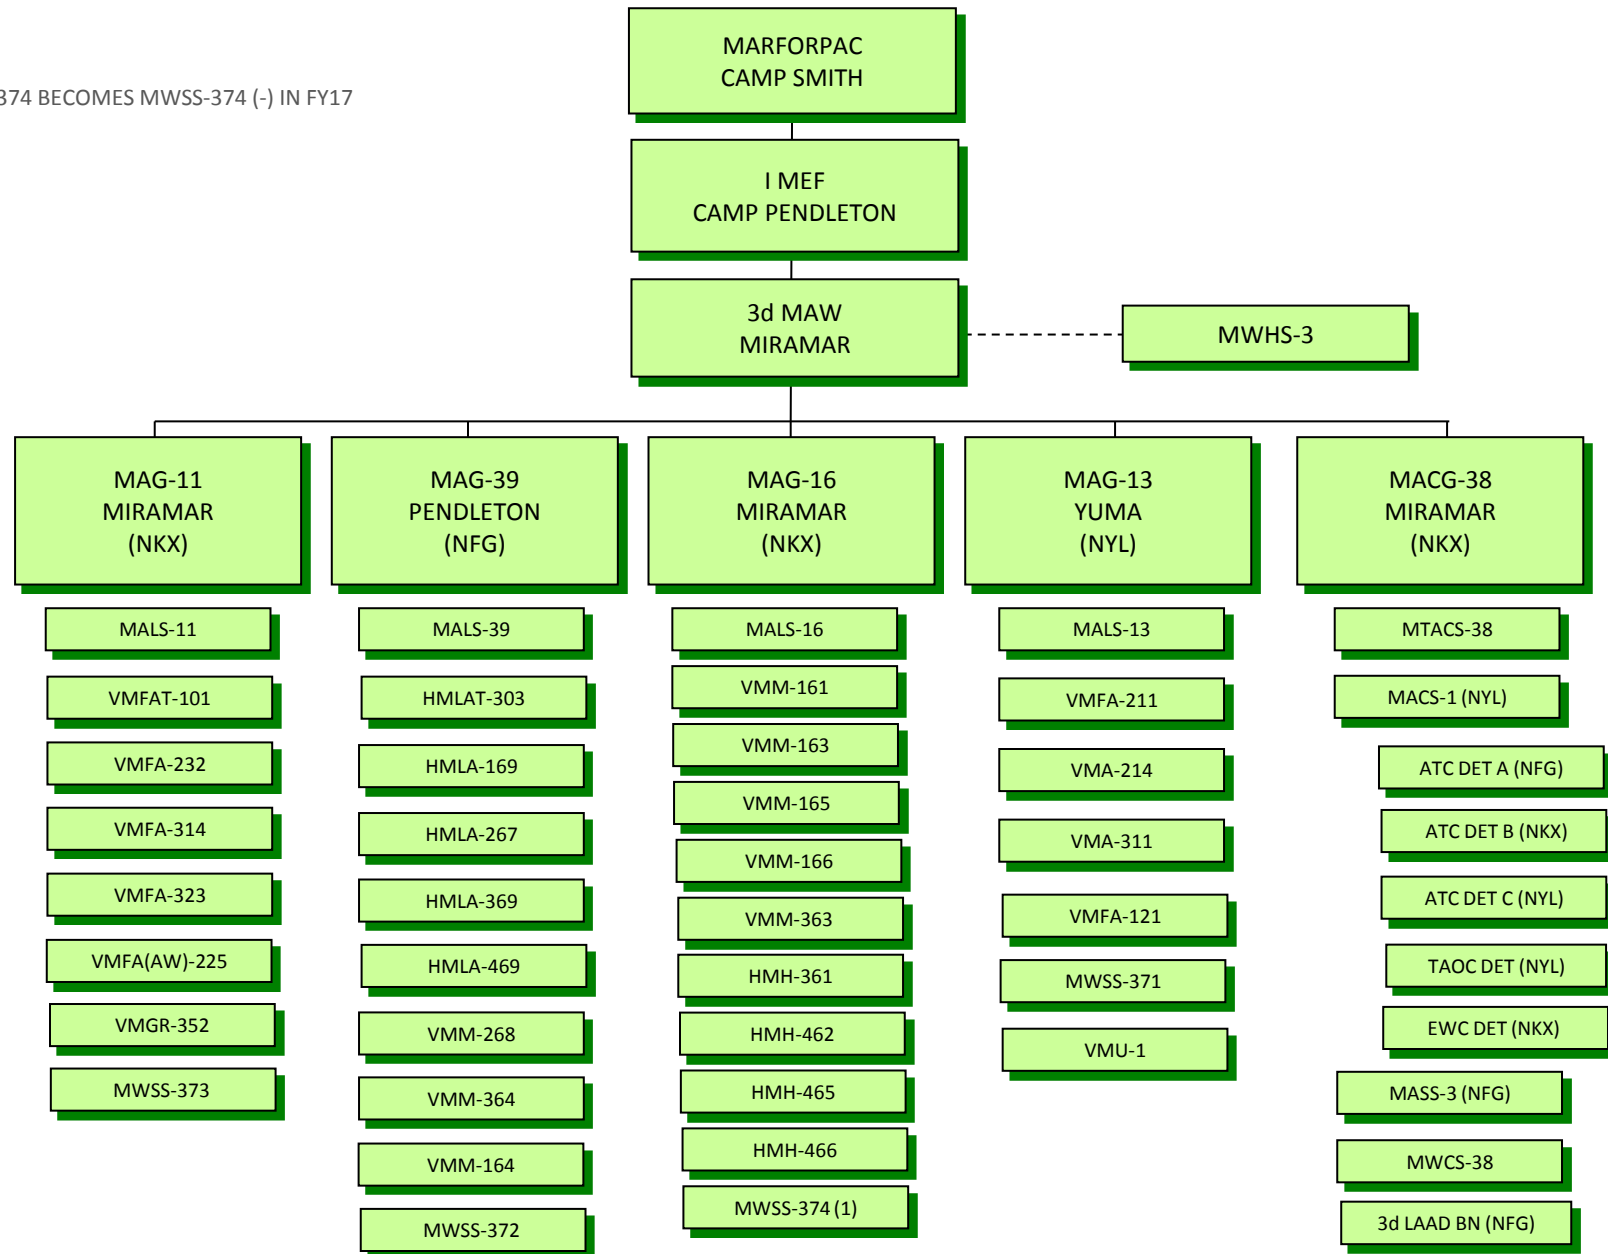 MARFORPAC
CAMP SMITH
374 BECOMES MWSS-374 (-) IN FY17
I MEF
CAMP PENDLETON
3d MAW
MIRAMAR
MWHS-3
MAG-11
MIRAMAR
(NKX)
MALS-11
VMFAT-101
VMFA-232
VMFA-314
VMFA-323
VMFA(AW)-225
VMGR-352
MWSS-373
MAG-39
PENDLETON
(NFG)
MALS-39
HMLAT-303
HMLA-169
HMLA-267
HMLA-369
HMLA-469
VMM-268
VMM-364
VMM-164
MWSS-372
MAG-16
MIRAMAR
(NKX)
MALS-16
VMM-161
VMM-163
VMM-165
VMM-166
VMM-363
HMH-361
HMH-462
HMH-465
HMH-466
MWSS-374 (1)
MAG-13
YUMA
(NYL)
MALS-13
VMFA-211
VMA-214
VMA-311
VMFA-121
MWSS-371
VMU-1
MACG-38
MIRAMAR
(NKX)
MTACS-38
MACS-1 (NYL)
ATC DET A (NFG)
ATC DET B (NKX)
ATC DET C (NYL)
TAOC DET (NYL)
EWC DET (NKX)
MASS-3 (NFG)
MWCS-38
3d LAAD BN (NFG)